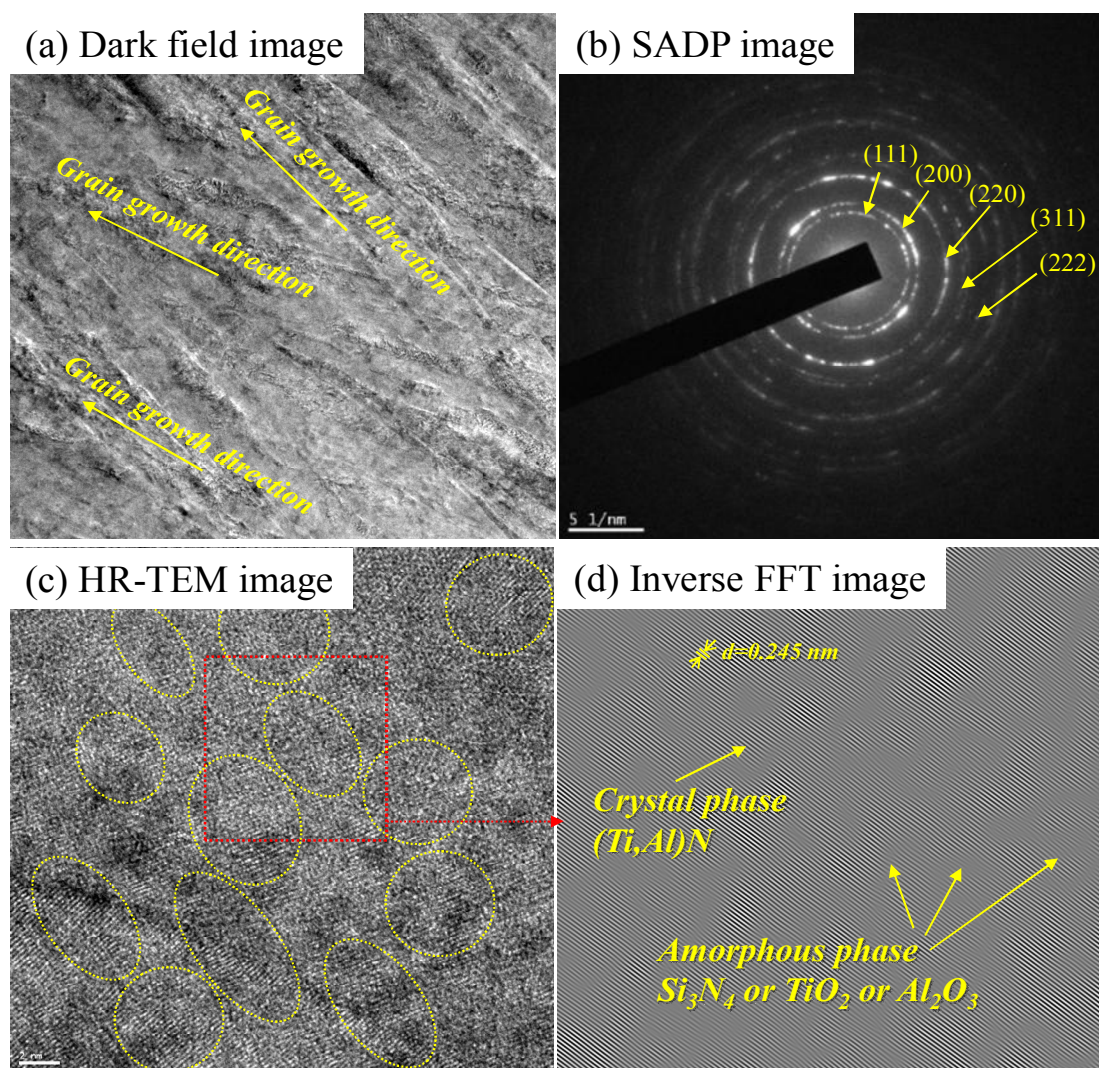 (a) Dark field image
Grain growth direction
Grain growth direction
Grain growth direction
(b) SADP image
(111)
(200)
(220)
(311)
(222)
5 1/nm
(c) HR-TEM image
2 nm
(d) Inverse FFT image
d=0.245 nm
Crystal phase
(Ti,Al)N
Amorphous phase
Si₃N₄ or TiO₂ or Al₂O₃